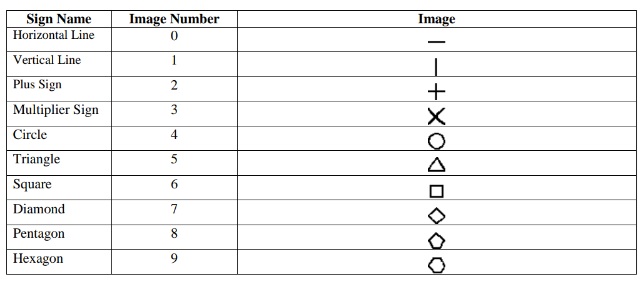 Sign Name Image Number Image
Horizontal Line 0
Vertical Line 1
Plus Sign 2
Multiplier Sign 3
Circle 4
Triangle 5
Square 6
Diamond 7
Pentagon 8
Hexagon 9